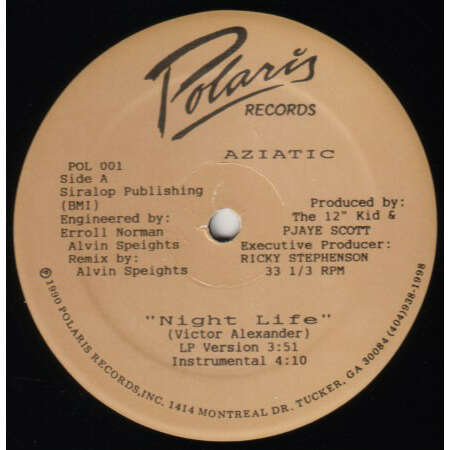 Polaris
RECORDS
AZIATIC
POL 001
Side A
Siralop Publishing
(BMI)
Engineered by:
Erroll Norman
Alvin Speights
Remix by:
Alvin Speights
Produced by:
The 12" Kid &
PJAYE SCOTT
Executive Producer:
RICKY STEPHENSON
33 1/3 RPM
"Night Life"
(Victor Alexander)
LP Version 3:51
Instrumental 4:10
℗1990 POLARIS RECORDS,INC. 1414 MONTREAL DR. TUCKER, GA 30084 (404)938-1998